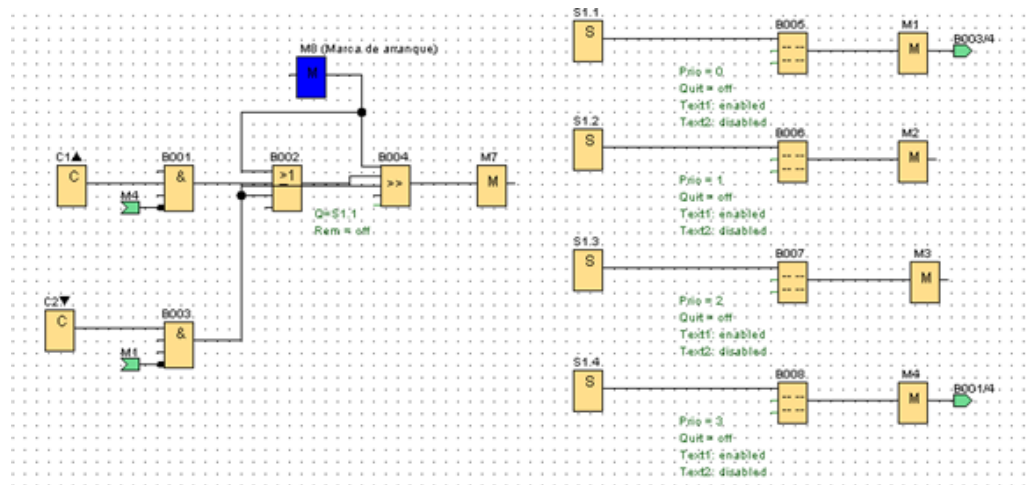 M8 (Marca de arranque)
M
C1▲
C
B001
&
M4
B002
>1
B004
>>
M7
M
Q=S1.1
Rem = off
C2▼
C
B003
&
M1
S1.1
S
B005
M1
M
B003/4
Prio = 0
Quit = off
Text1: enabled
Text2: disabled
S1.2
S
B006
M2
M
Prio = 1
Quit = off
Text1: enabled
Text2: disabled
S1.3
S
B007
M3
M
Prio = 2
Quit = off
Text1: enabled
Text2: disabled
S1.4
S
B008
M4
M
B001/4
Prio = 3
Quit = off
Text1: enabled
Text2: disabled